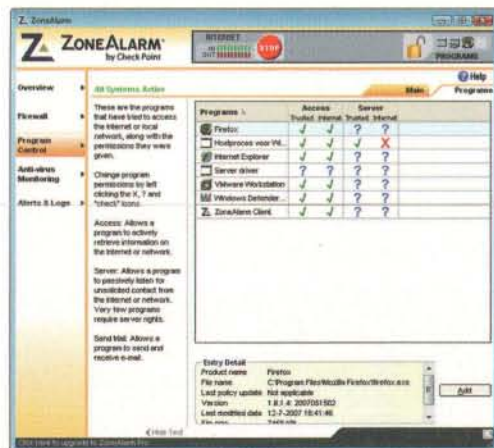 ZoneAlarm
ZONEALARM
by Check Point
INTERNET
IN
OUT
STOP
PROGRAMS
Help
Overview
Firewall
Program
Control
Anti-virus
Monitoring
Alerts & Logs
All Systems Active
Main
Programs
These are the programs
that have tried to access
the internet or local
network, along with the
permissions they were
given.
Change program
permissions by left
clicking the X, ? and
"check" icons.
Access: Allows a
program to actively
retrieve information on
the internet or network.
Server: Allows a program
to passively listen for
unsolicited contact from
the internet or network.
Very few programs
require server rights.
Send Mail: Allows a
program to send and
receive e-mail.
Hide Text
Programs
Access
Server
Trusted Internet Trusted Internet
Firefox ? ?
Hostproces voor Wi... X
Internet Explorer ? ?
Server driver ? ? ? ?
VMware Workstation ? ?
Windows Defender ... ? ?
ZoneAlarm Client ? ?
Entry Detail
Product name Firefox
File name C:\Program Files\Mozilla Firefox\firefox.exe
Last policy update Not applicable
Version 1.8.1.4: 2007051502
Last modified date 12-7-2007 18:41:46
Add
Click here to upgrade to ZoneAlarm Pro